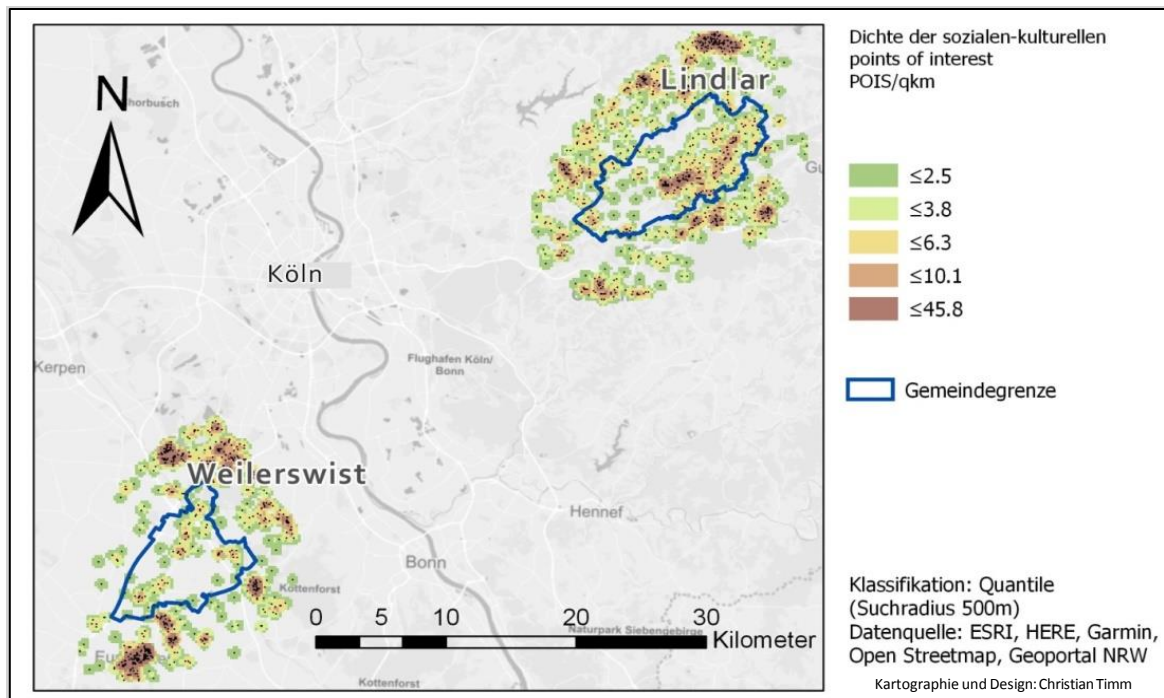 Dichte der sozialen-kulturellen
points of interest
POIS/qkm
≤2.5
≤3.8
≤6.3
≤10.1
≤45.8
Gemeindegrenze
Klassifikation: Quantile
(Suchradius 500m)
Datenquelle: ESRI, HERE, Garmin,
Open Streetmap, Geoportal NRW
Kartographie und Design: Christian Timm
N
Lindlar
Köln
Flughafen Köln/
Bonn
Kerpen
Weilerswist
Hennef
Bonn
Kottenforst
0 5 10 20 30
Kilometer
Naturpark Siebengebirge
Kottenforst